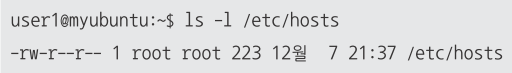 user1@myubuntu:~$ ls -l /etc/hosts
-rw-r--r-- 1 root root 223 12월  7 21:37 /etc/hosts